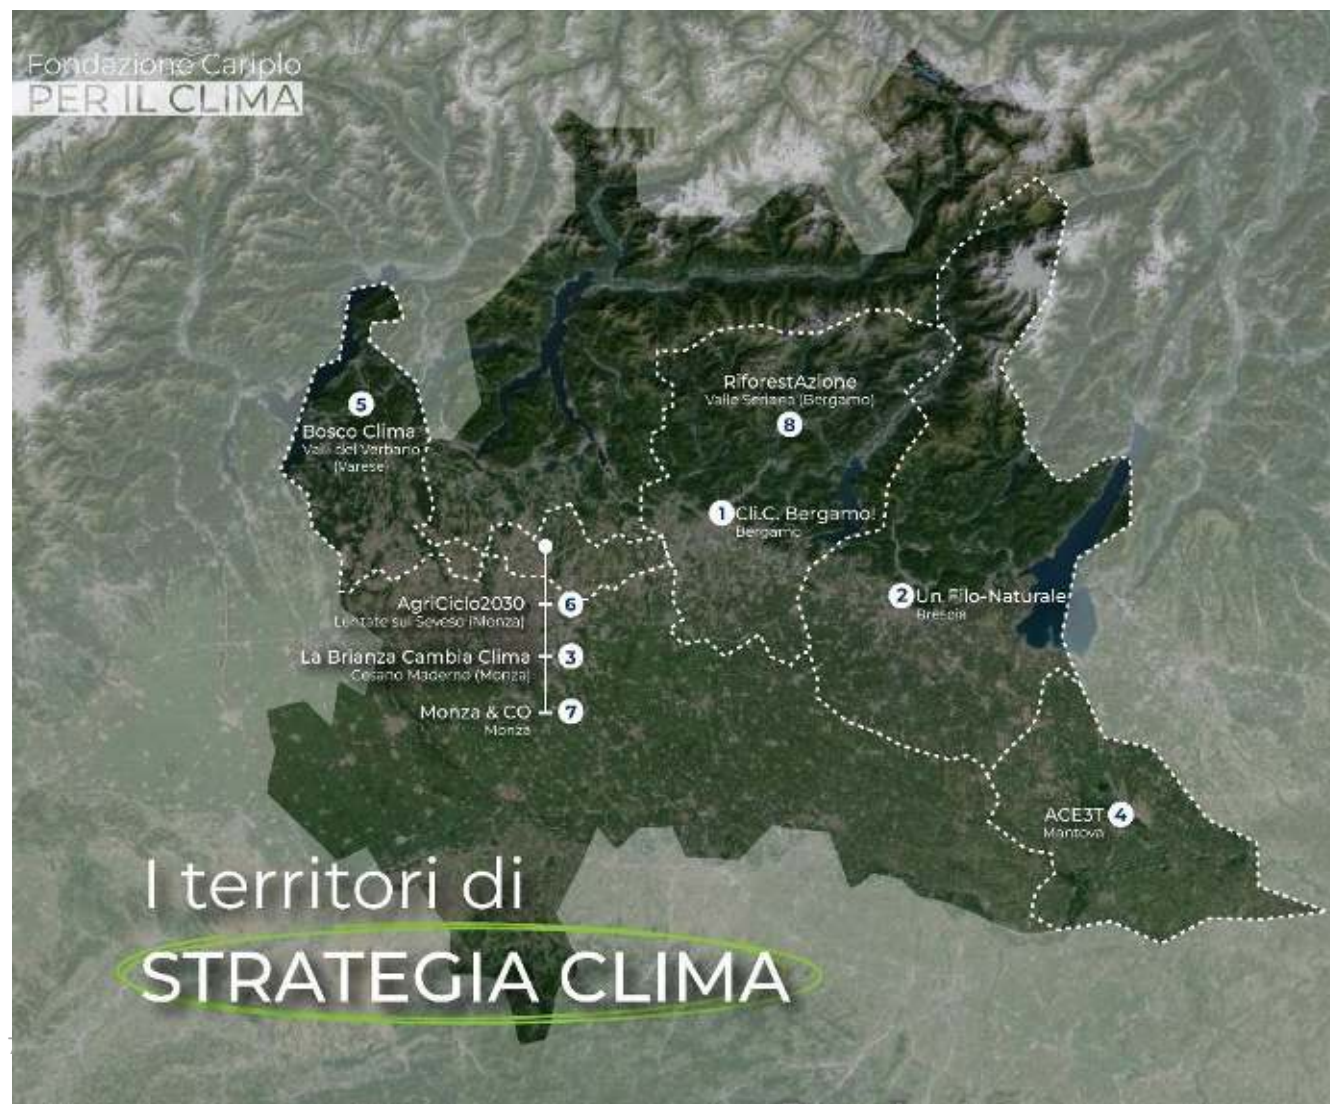 Fondazione Cariplo
PER IL CLIMA
RiforestAzione
Valle Seriana (Bergamo)
8
5
Bosco Clima
Valli del Verbano
(Varese)
1 Cli.C. Bergamo!
Bergamo
2 Un Filo-Naturale
Brescia
AgriCiclo2030 6
Lentate sul Seveso (Monza)
La Brianza Cambia Clima 3
Cesano Maderno (Monza)
Monza & CO 7
Monza
ACE3T 4
Mantova
I territori di
STRATEGIA CLIMA